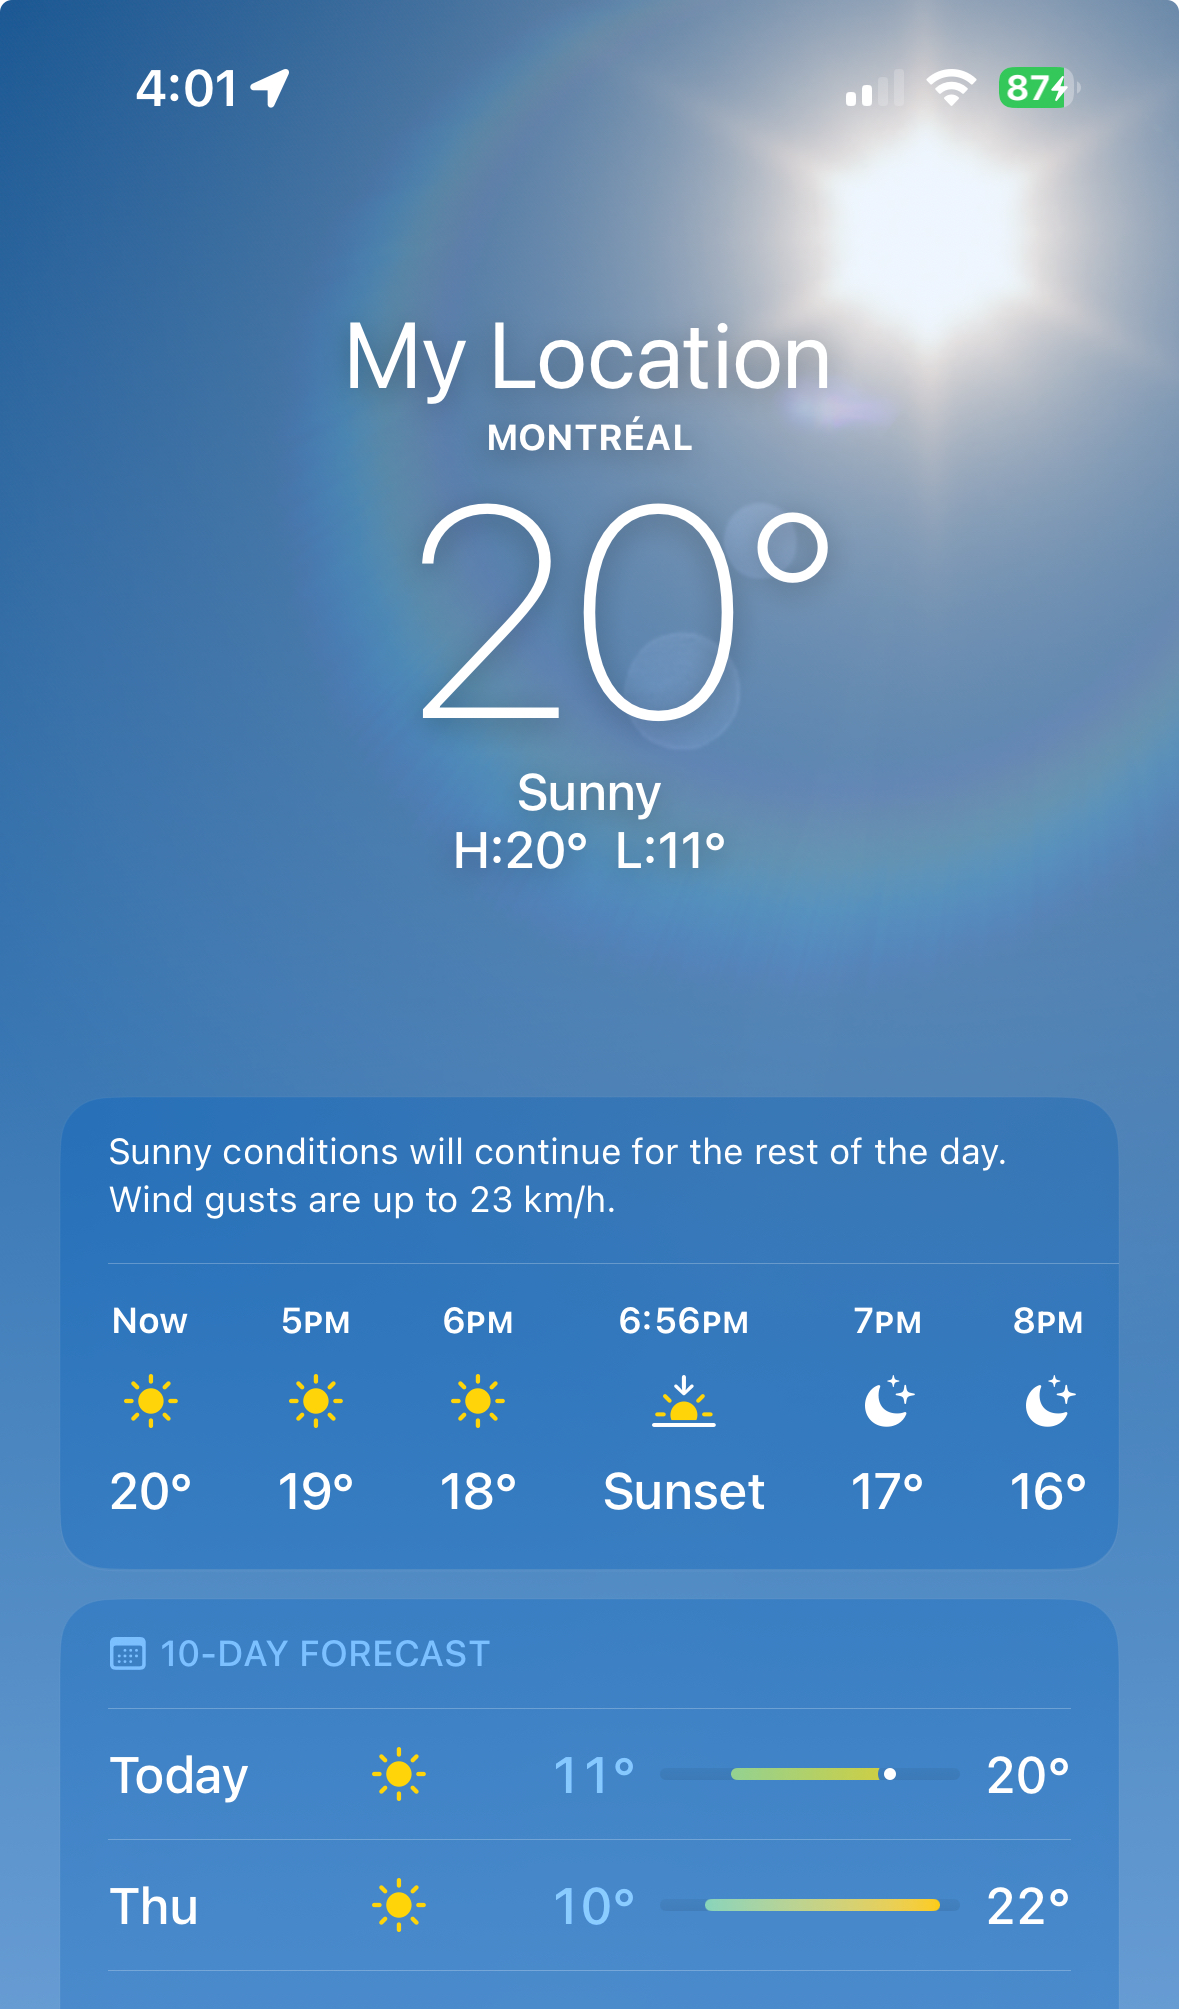 4:01
87
My Location
MONTRÉAL
20°
Sunny
H:20° L:11°
Sunny conditions will continue for the rest of the day.
Wind gusts are up to 23 km/h.
Now 5PM 6PM 6:56PM 7PM 8PM
20° 19° 18° Sunset 17° 16°
10-DAY FORECAST
Today 11° 20°
Thu 10° 22°